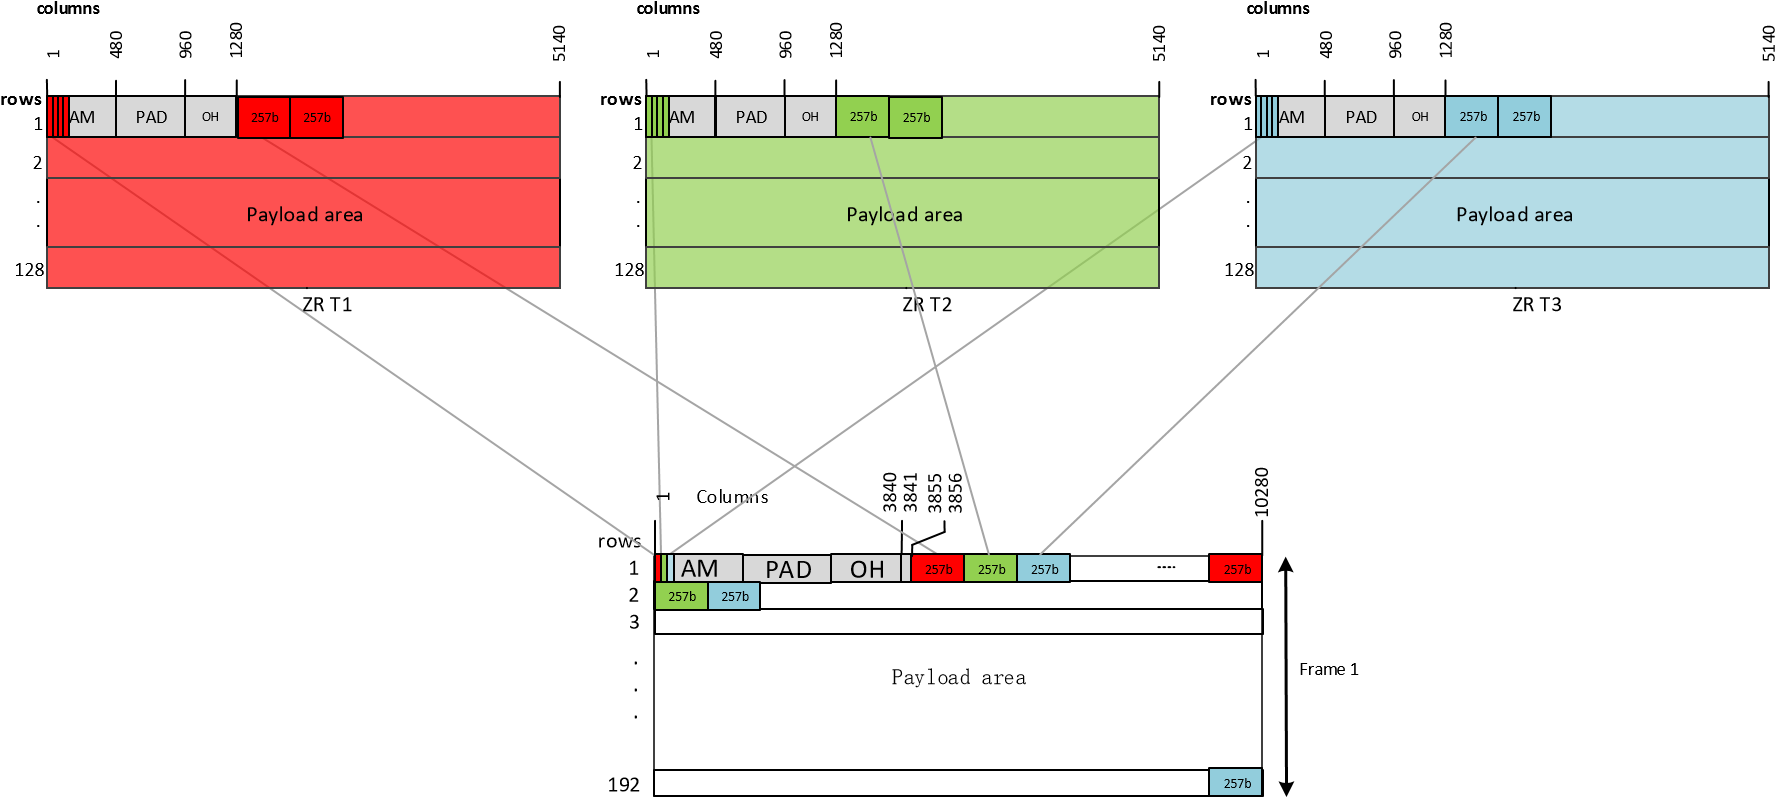 columns
1 480 960 1280 5140
rows
1 AM PAD OH 257b 257b
2
.
Payload area
.
128
ZR T1
columns
1 480 960 1280 5140
rows
1 AM PAD OH 257b 257b
2
.
Payload area
.
128
ZR T2
columns
1 480 960 1280 5140
rows
1 AM PAD OH 257b 257b
2
.
Payload area
.
128
ZR T3
1 Columns 3840 3841 3855 3856 10280
rows
1 AM PAD OH 257b 257b 257b ---- 257b
2 257b 257b
3
.
Payload area
.
.
Frame 1
192 257b